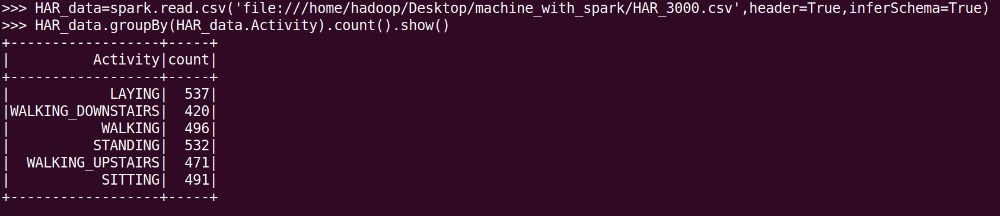 >>> HAR_data=spark.read.csv('file:///home/hadoop/Desktop/machine_with_spark/HAR_3000.csv',header=True,inferSchema=True)
>>> HAR_data.groupBy(HAR_data.Activity).count().show()
+------------------+-----+
|          Activity|count|
+------------------+-----+
|            LAYING|  537|
|WALKING_DOWNSTAIRS|  420|
|           WALKING|  496|
|          STANDING|  532|
|  WALKING_UPSTAIRS|  471|
|           SITTING|  491|
+------------------+-----+